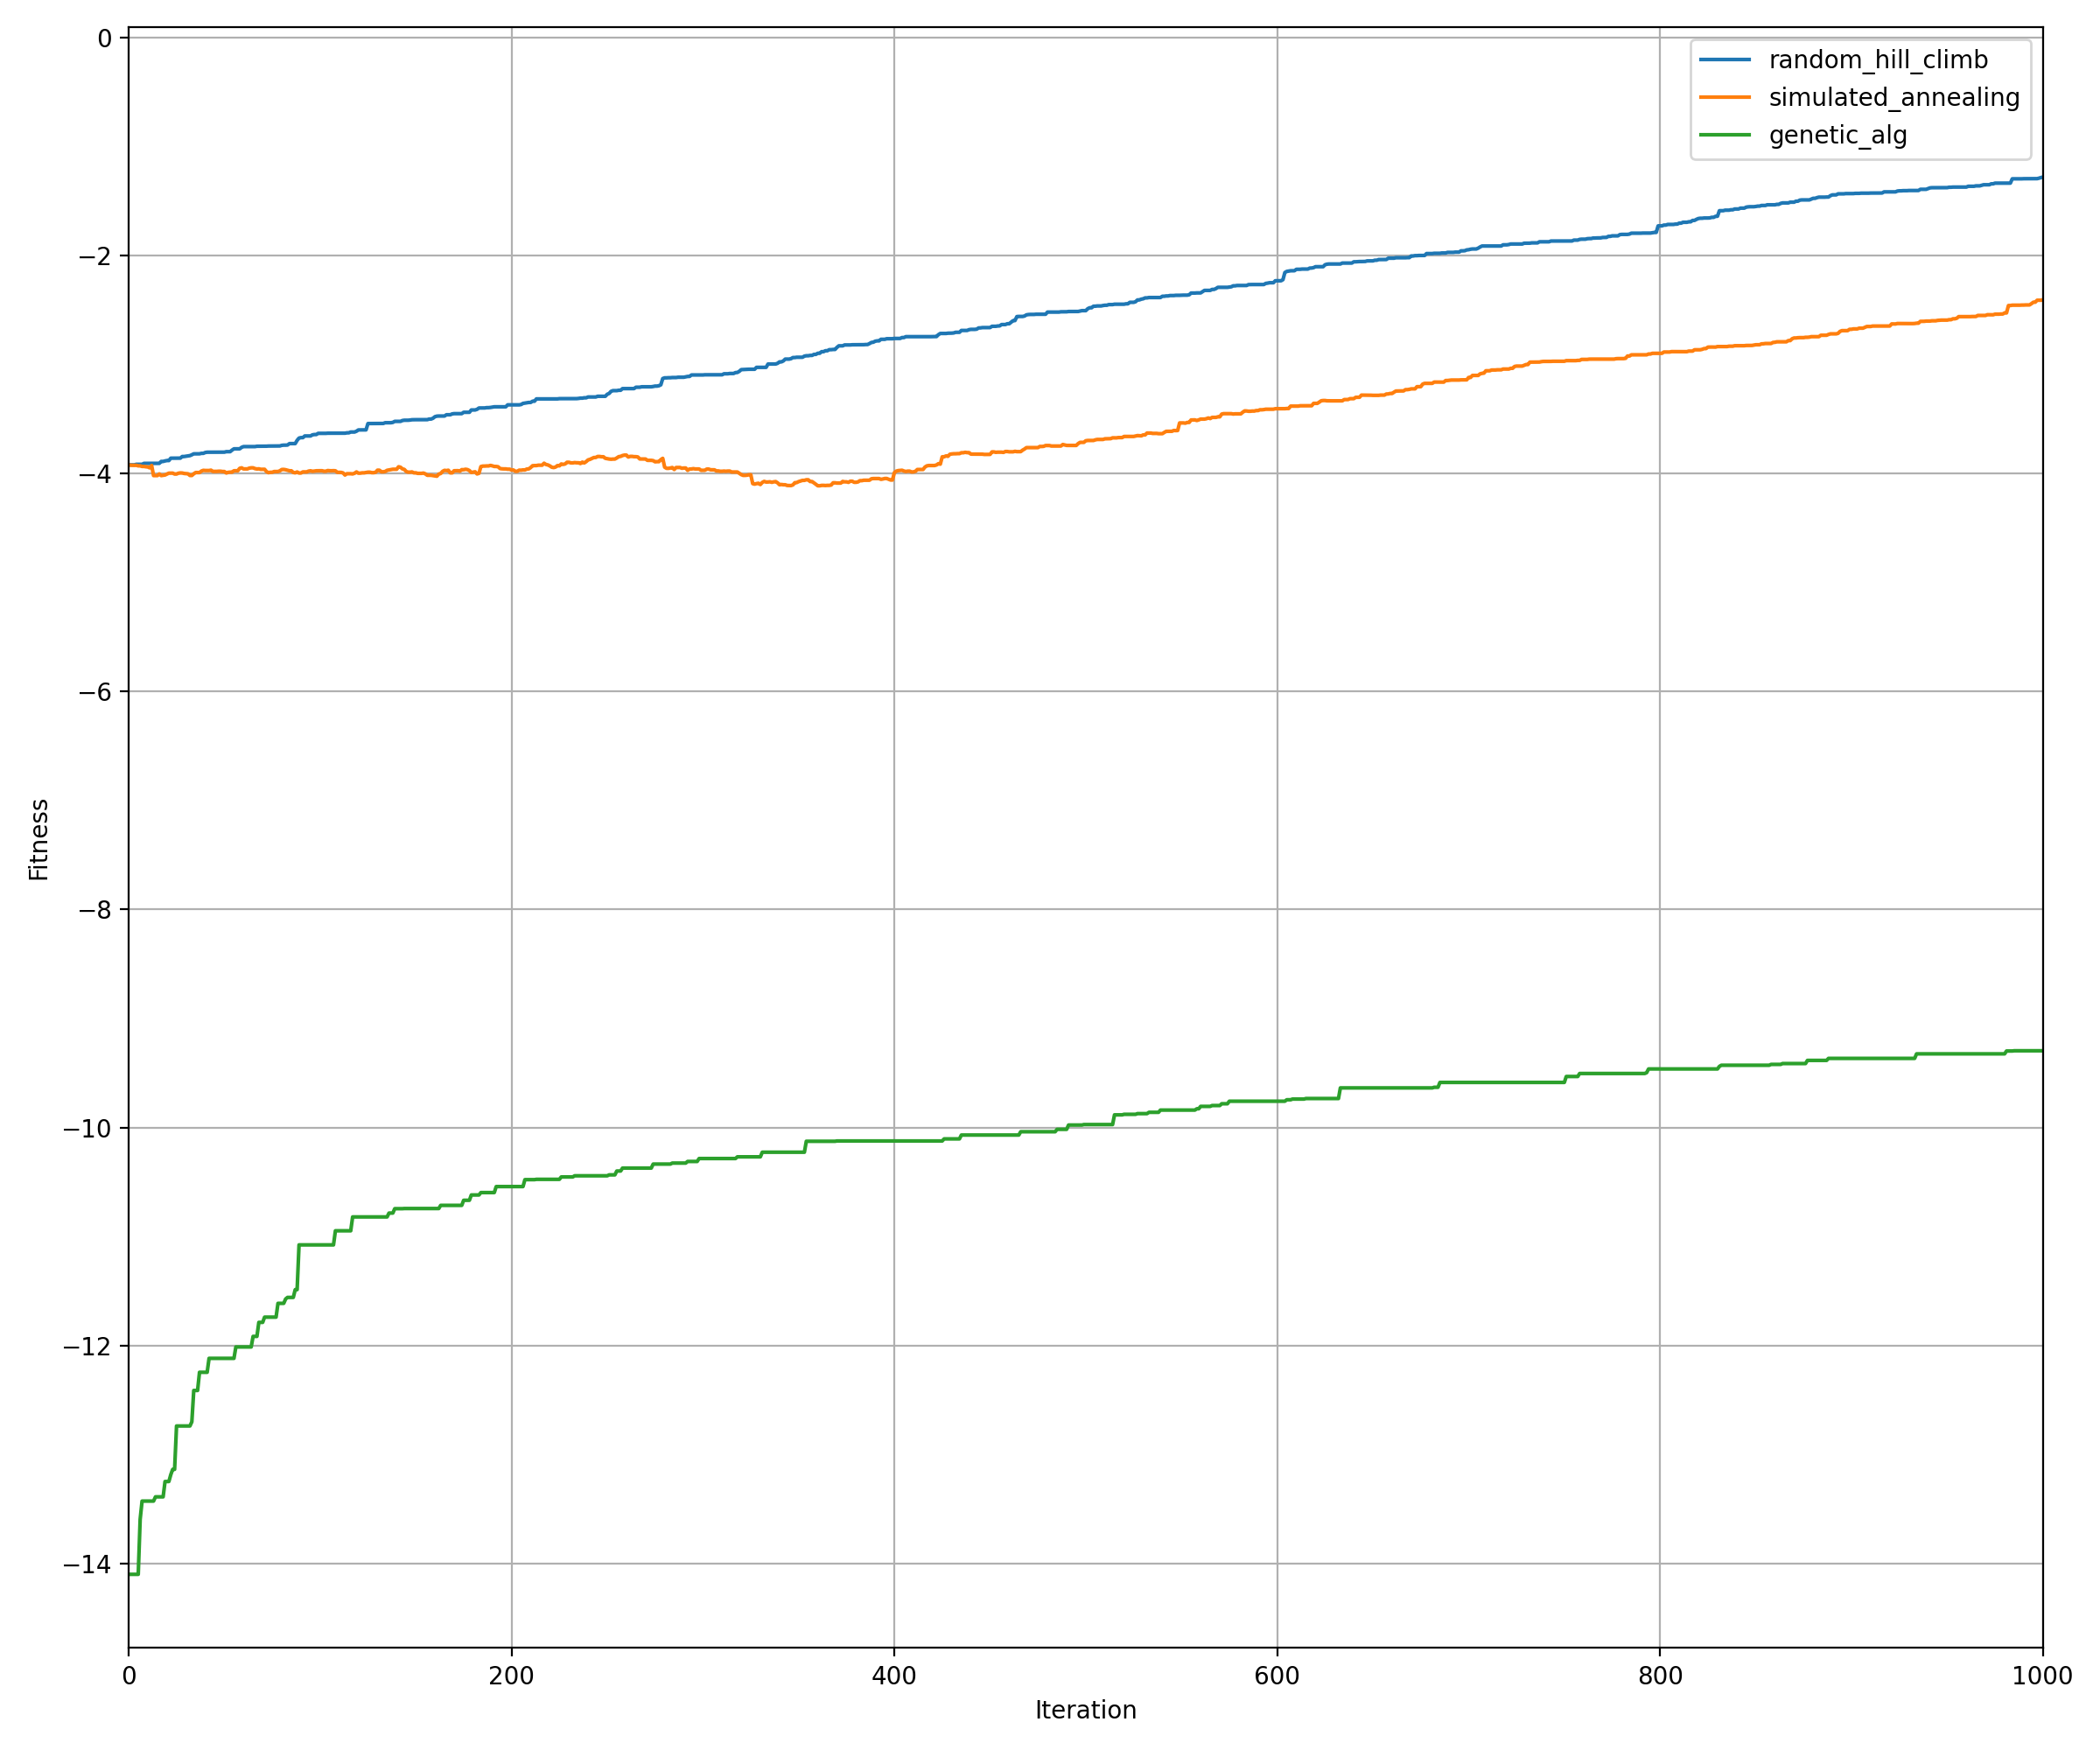 random_hill_climb
simulated_annealing
genetic_alg
0
−2
−4
−6
−8
−10
−12
−14
Fitness
0 200 400 600 800 1000
Iteration